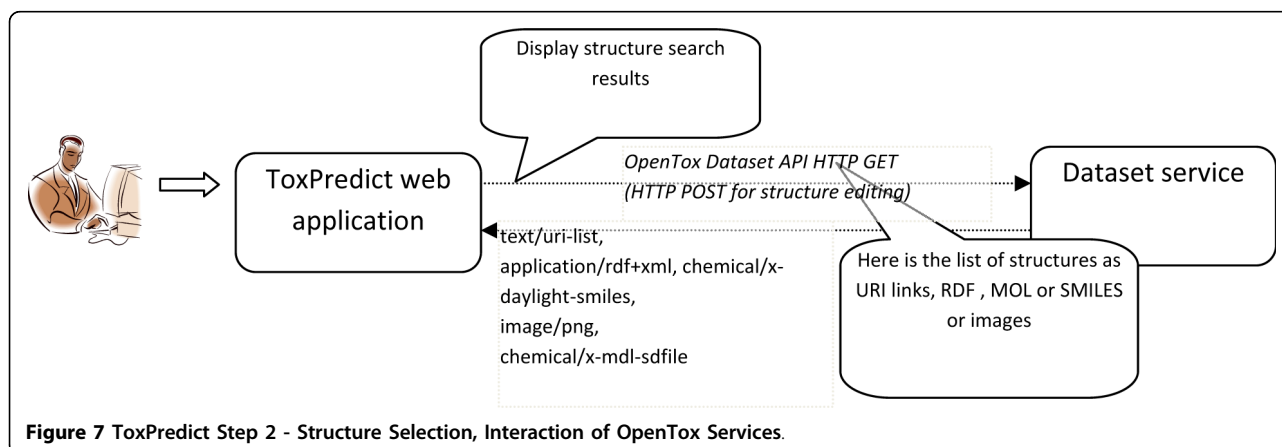 Display structure search
results
ToxPredict web
application
OpenTox Dataset API HTTP GET
(HTTP POST for structure editing)
Dataset service
text/uri-list,
application/rdf+xml, chemical/x-
daylight-smiles,
image/png,
chemical/x-mdl-sdfile
Here is the list of structures as
URI links, RDF , MOL or SMILES
or images
Figure 7 ToxPredict Step 2 - Structure Selection, Interaction of OpenTox Services.